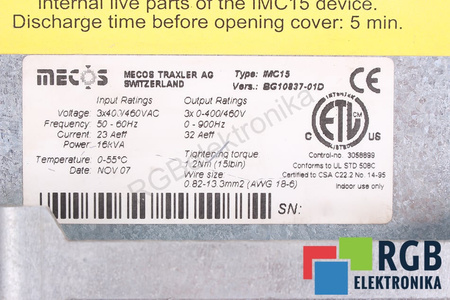 internal live parts of the IMC15 device.
Discharge time before opening cover: 5 min.
mecos
MECOS TRAXLER AG
SWITZERLAND
Type: IMC15
Vers.: BG10837-01D
CE
Input Ratings
Output Ratings
Voltage: 3x400/460VAC 3x 0-400/460V
Frequency: 50 - 60Hz 0 - 900Hz
Current: 23 Aeff 32 Aeff
Power: 16kVA
Temperature: 0-55°C
Date: NOV 07
Tightening torque
1.2Nm (15lbin)
Wire size
0.82-13.3mm2 (AWG 18-6)
INTERTEK
ETL
CM
LISTED
C US
Control-no. 3058899
Conforms to UL STD 508C
Certified to CSA C22.2 No. 14-95
Indoor use only
SN:
RGBElektronika
RGB
ELEKTRONIKA